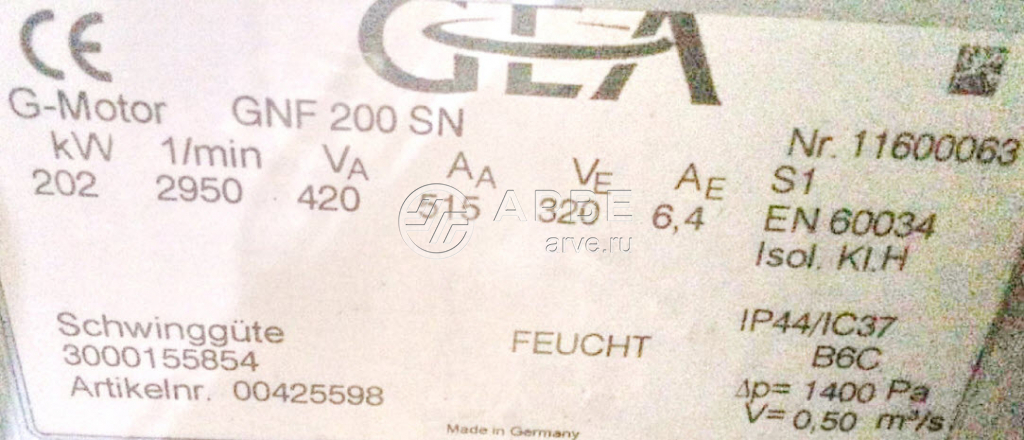 CE
GEA
G-Motor GNF 200 SN
Nr. 11600063
kW 1/min VA AA VE AE S1
202 2950 420 515 320 6,4 EN 60034
ARVE
arve.ru
Isol. Kl.H
Schwinggüte
FEUCHT
IP44/IC37
3000155854
B6C
Artikelnr. 00425598
Δp= 1400 Pa
V= 0,50 m³/s
Made in Germany